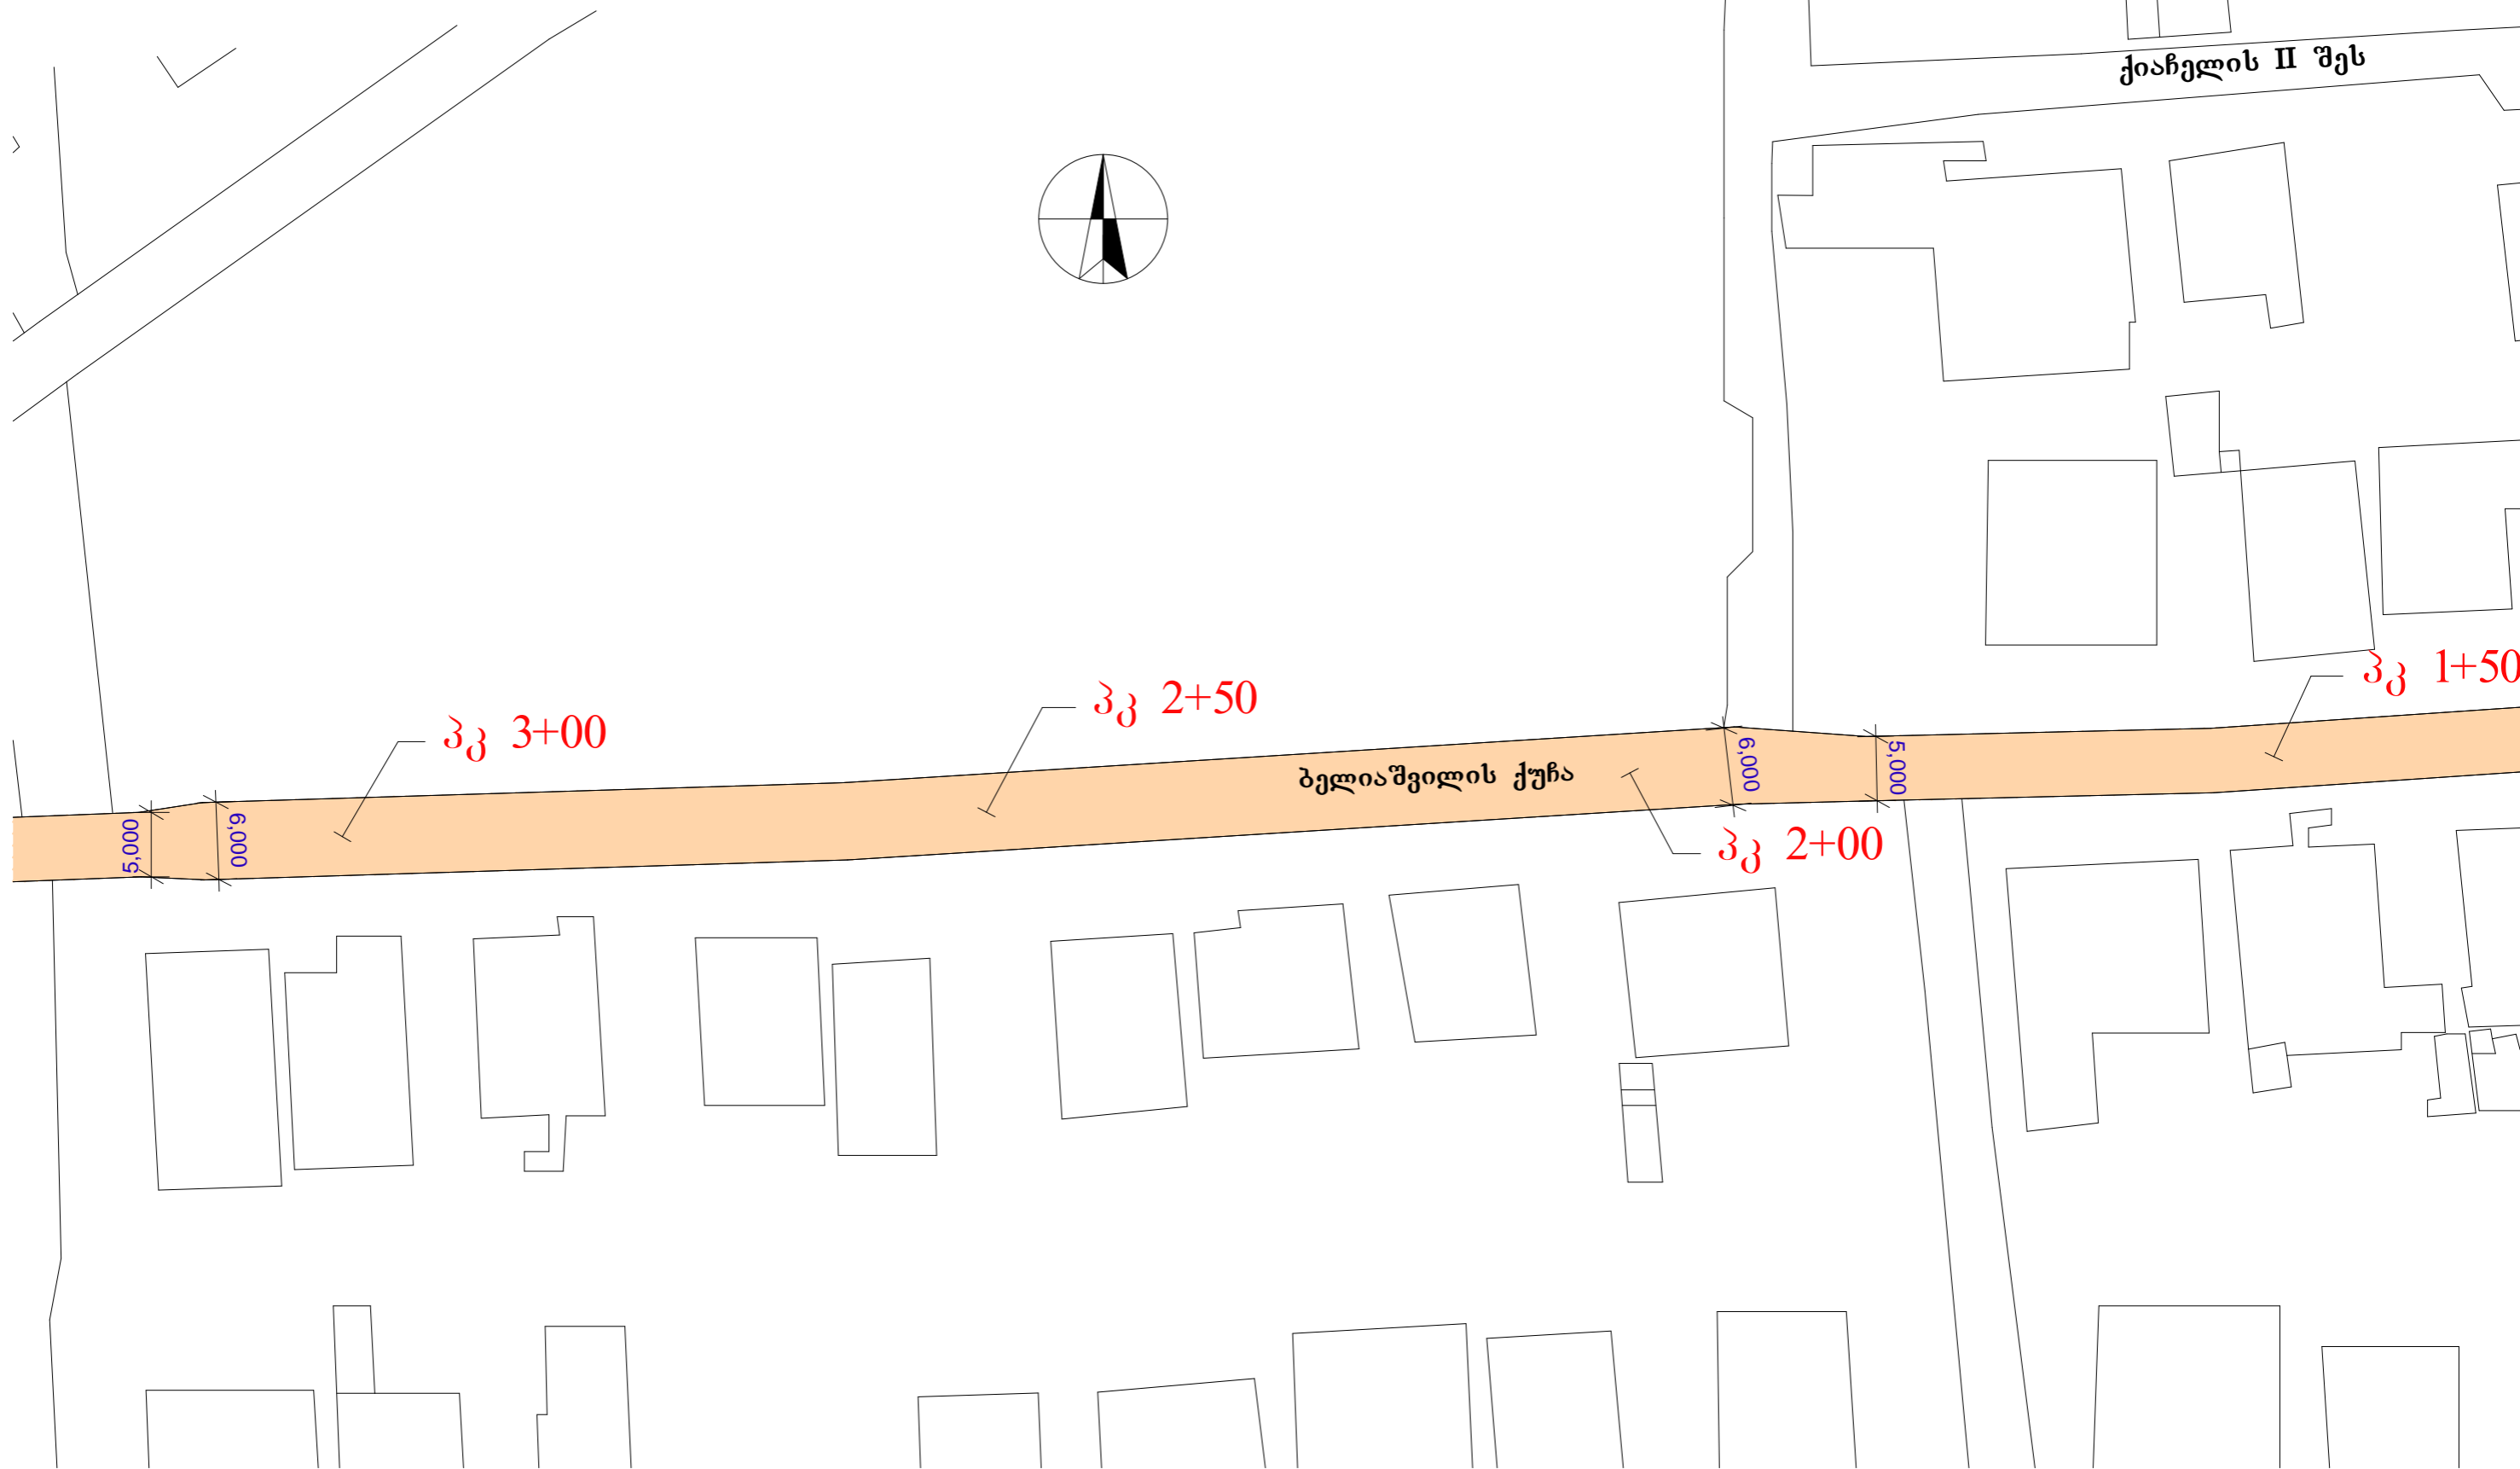 ქიაჩელის II შეს
პკ 1+50
პკ 2+50
პკ 3+00
6,000
5,000
ბელიაშვილის ქუჩა
5,000
6,000
პკ 2+00